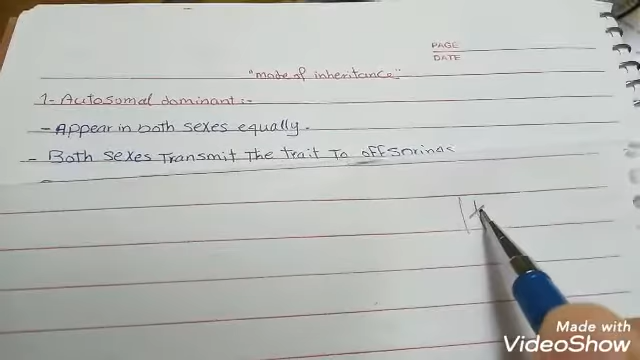 PAGE
DATE
"mode of inheritance"
1- Autosomal dominant:-
- Appear in both sexes equally.
- Both sexes Transmit The trait To offsprings
-
Made with
VideoShow